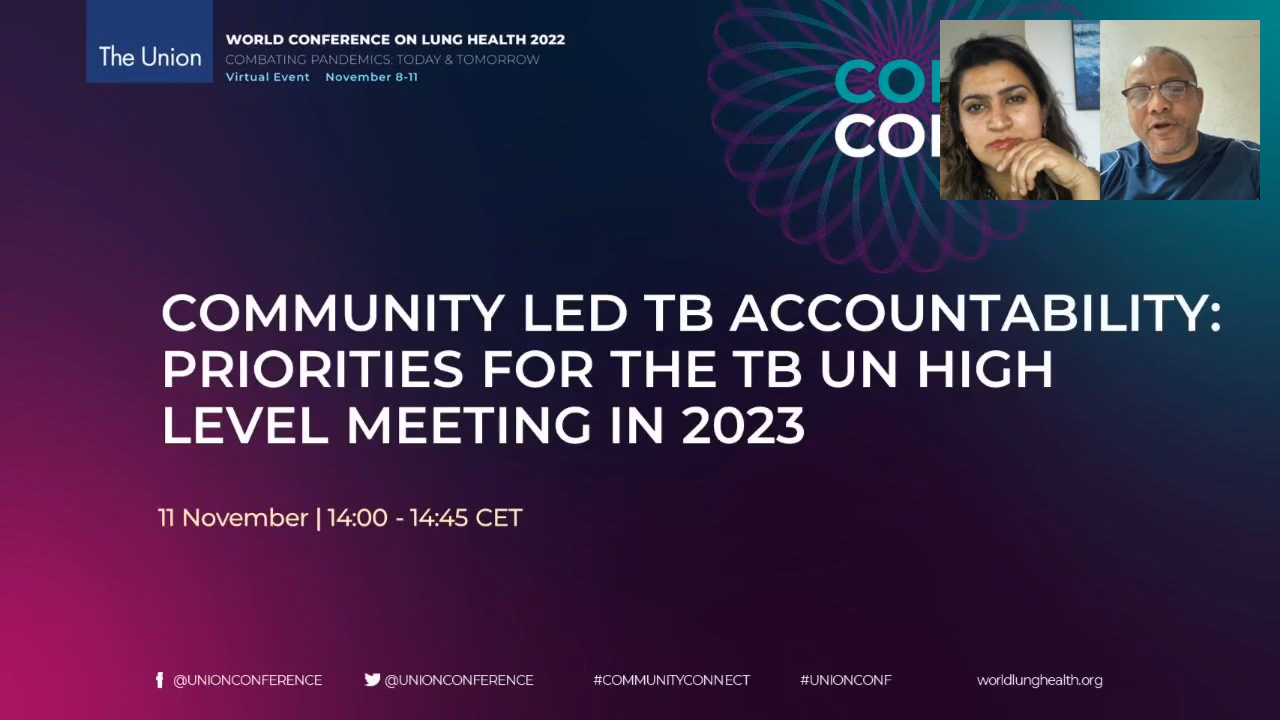 The Union
WORLD CONFERENCE ON LUNG HEALTH 2022
COMBATING PANDEMICS: TODAY & TOMORROW
Virtual Event November 8-11
COMMUNITY LED TB ACCOUNTABILITY:
PRIORITIES FOR THE TB UN HIGH
LEVEL MEETING IN 2023
11 November | 14:00 - 14:45 CET
@UNIONCONFERENCE @UNIONCONFERENCE #COMMUNITYCONNECT #UNIONCONF worldlunghealth.org